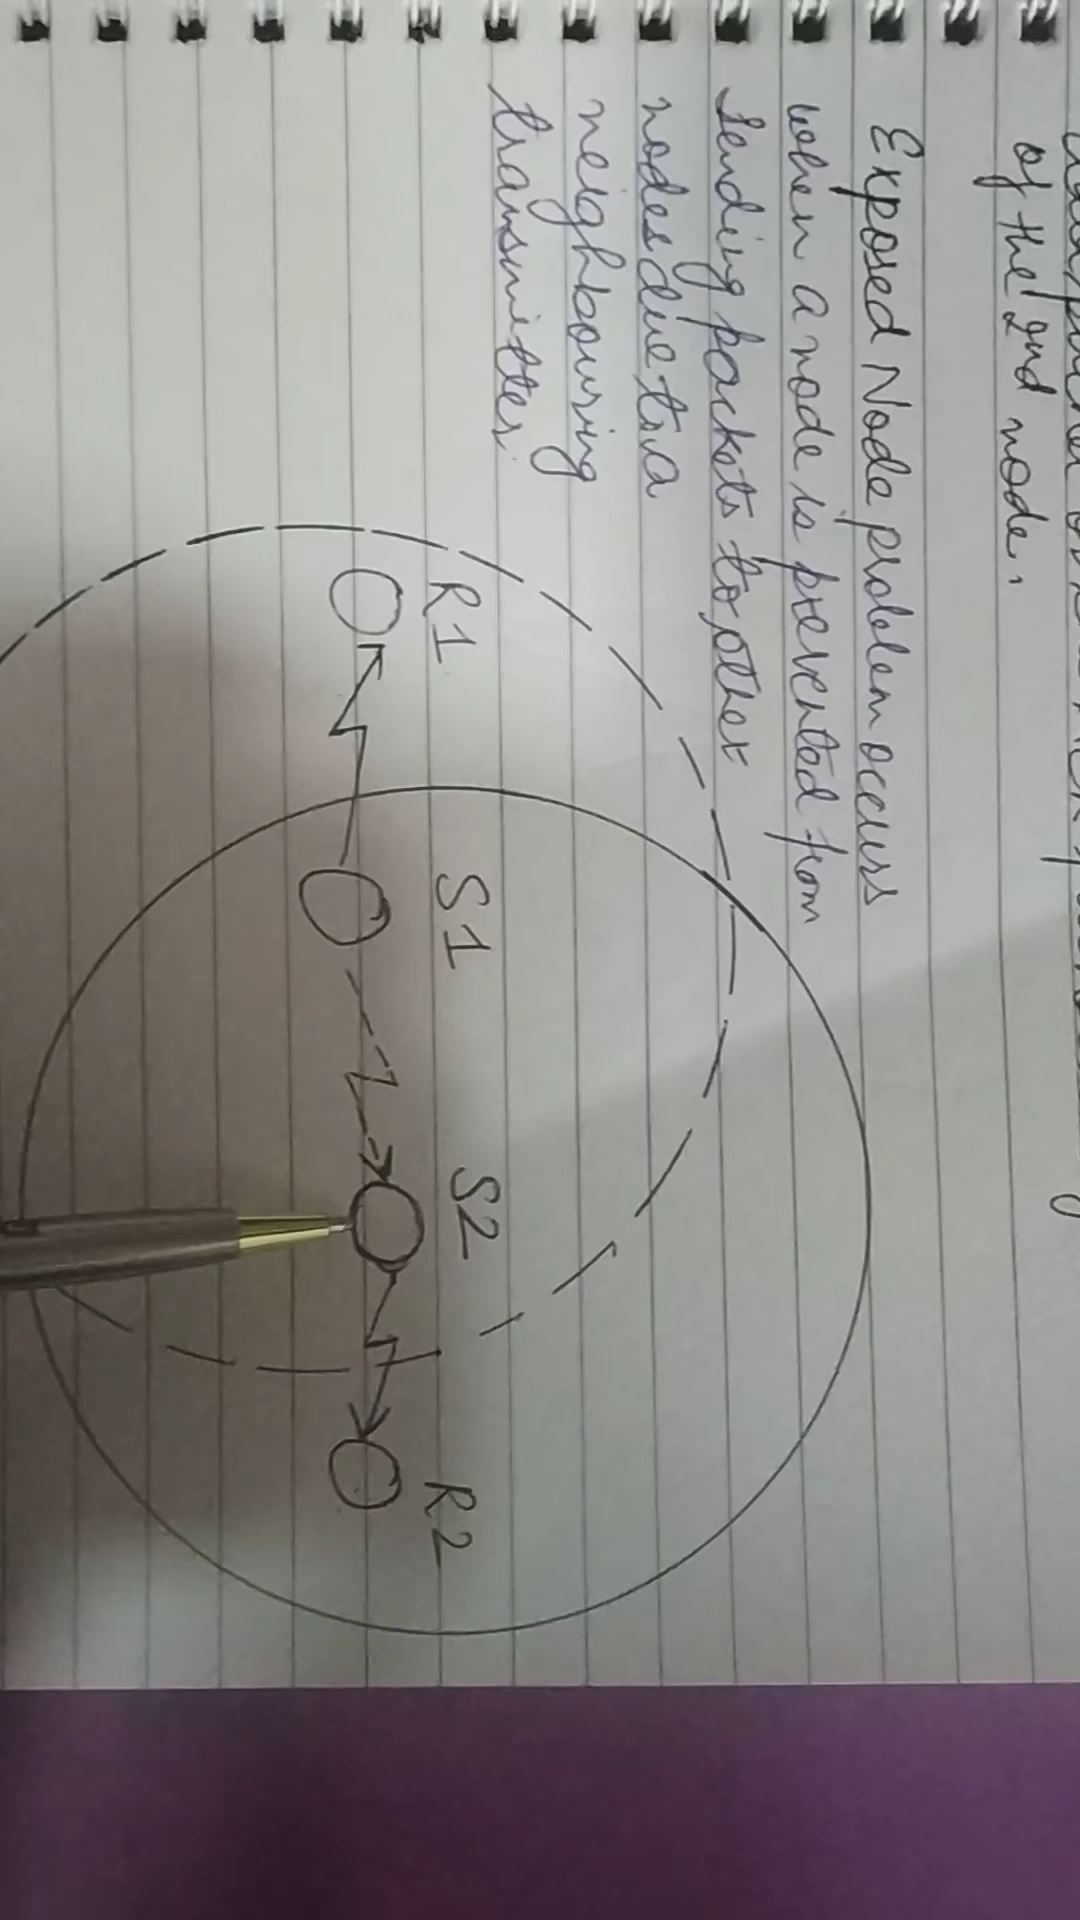 of the 2nd node.
Exposed Node problem occurs
when a node is prevented from
sending packets to other
nodes due to a
neighbouring
transmitter.
R1 S1 S2 R2